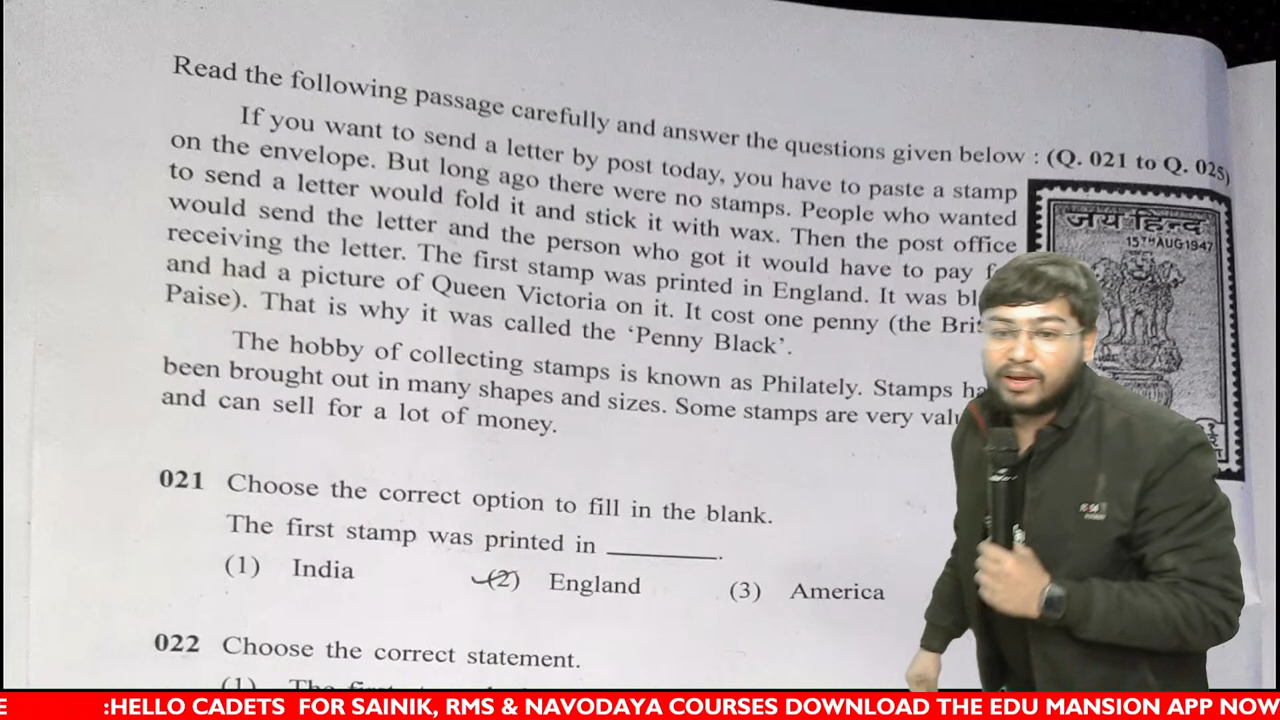 Read the following passage carefully and answer the questions given below : (Q. 021 to Q. 025)
If you want to send a letter by post today, you have to paste a stamp
on the envelope. But long ago there were no stamps. People who wanted
to send a letter would fold it and stick it with wax. Then the post office
would send the letter and the person who got it would have to pay
receiving the letter. The first stamp was printed in England. It was
and had a picture of Queen Victoria on it. It cost one penny (the
Paise). That is why it was called the ‘Penny Black’.
The hobby of collecting stamps is known as Philately. Stamps
been brought out in many shapes and sizes. Some stamps are very
and can sell for a lot of money.
जय हिन्द
15TH AUG 1947
021 Choose the correct option to fill in the blank.
The first stamp was printed in ________.
(1) India (2) England (3) America
022 Choose the correct statement.
(1) The
:HELLO CADETS FOR SAINIK, RMS & NAVODAYA COURSES DOWNLOAD THE EDU MANSION APP NOW